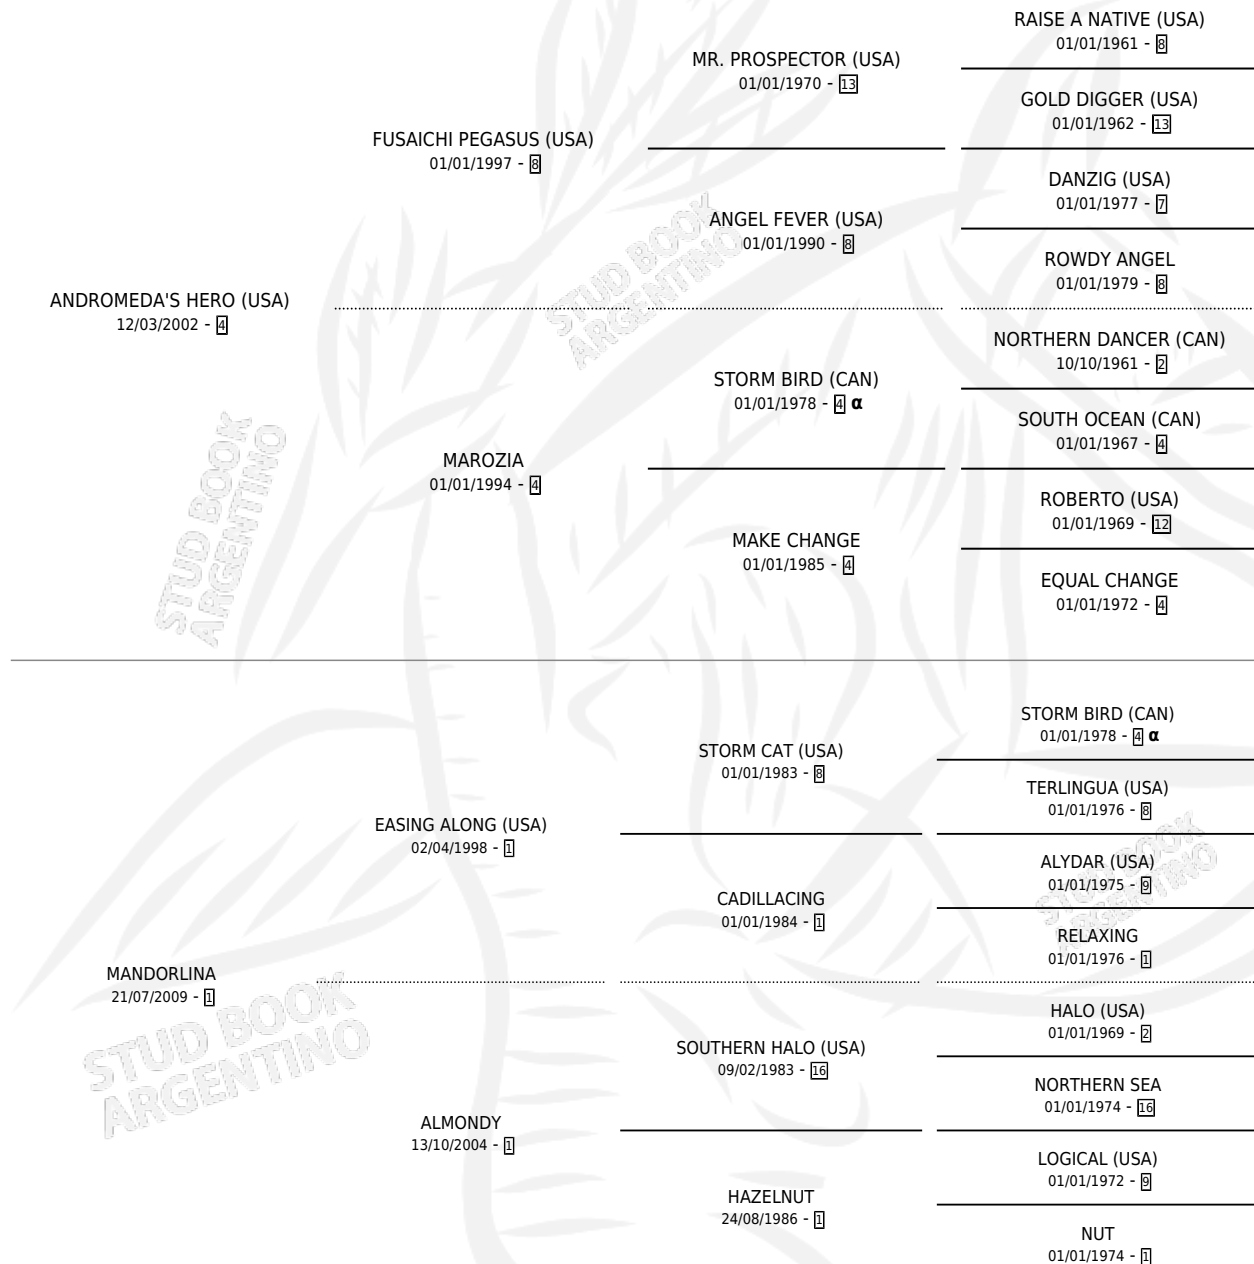 RAISE A NATIVE (USA)
01/01/1961 - 8
MR. PROSPECTOR (USA)
01/01/1970 - 13
GOLD DIGGER (USA)
01/01/1962 - 13
FUSAICHI PEGASUS (USA)
01/01/1997 - 8
DANZIG (USA)
01/01/1977 - 7
ANGEL FEVER (USA)
01/01/1990 - 8
ROWDY ANGEL
01/01/1979 - 8
ANDROMEDA'S HERO (USA)
12/03/2002 - 4
NORTHERN DANCER (CAN)
10/10/1961 - 2
STORM BIRD (CAN)
01/01/1978 - 4 α
SOUTH OCEAN (CAN)
01/01/1967 - 4
MAROZIA
01/01/1994 - 4
ROBERTO (USA)
01/01/1969 - 12
MAKE CHANGE
01/01/1985 - 4
EQUAL CHANGE
01/01/1972 - 4
STORM BIRD (CAN)
01/01/1978 - 4 α
STORM CAT (USA)
01/01/1983 - 8
TERLINGUA (USA)
01/01/1976 - 8
EASING ALONG (USA)
02/04/1998 - 1
ALYDAR (USA)
01/01/1975 - 9
CADILLACING
01/01/1984 - 1
RELAXING
01/01/1976 - 1
MANDORLINA
21/07/2009 - 1
HALO (USA)
01/01/1969 - 2
SOUTHERN HALO (USA)
09/02/1983 - 16
NORTHERN SEA
01/01/1974 - 16
ALMONDY
13/10/2004 - 1
LOGICAL (USA)
01/01/1972 - 9
HAZELNUT
24/08/1986 - 1
NUT
01/01/1974 - 1
STUD BOOK
ARGENTINO
STUD BOOK
ARGENTINO
STUD BOOK
ARGENTINO
STUD BOOK
ARGENTINO